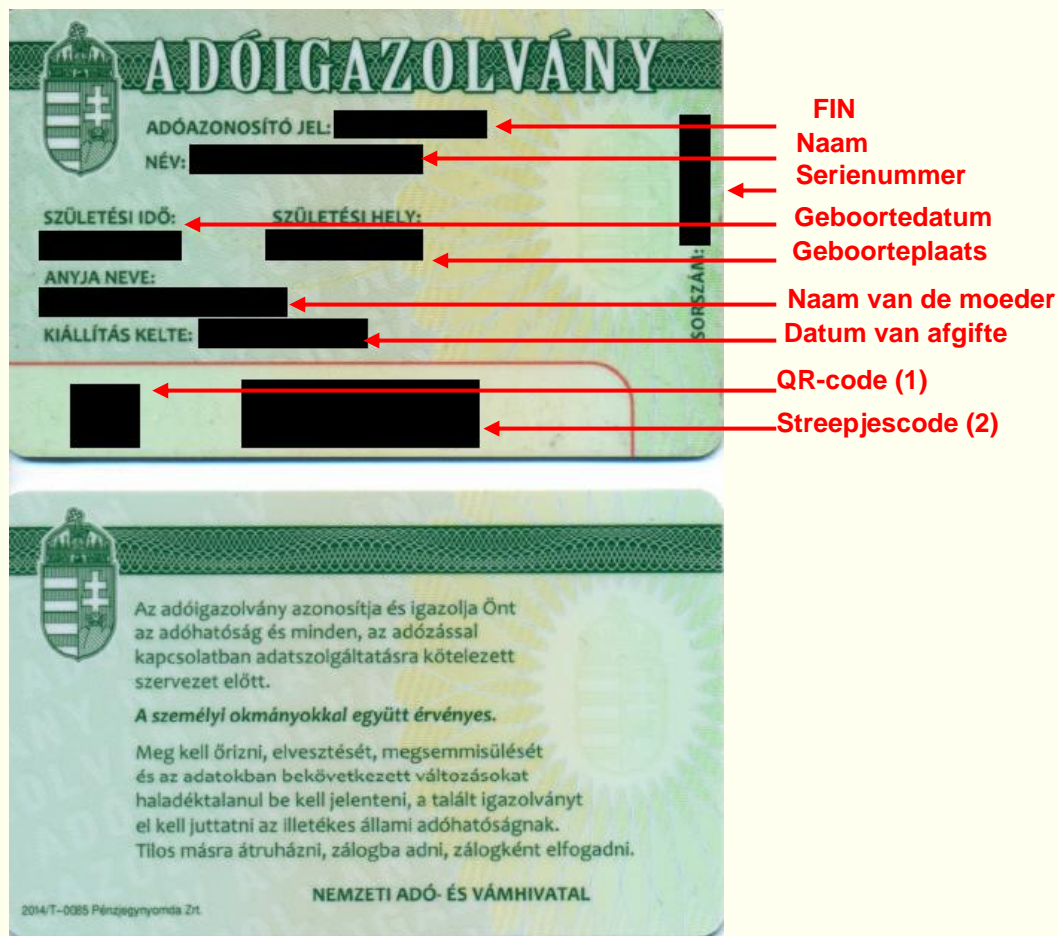 ADÓIGAZOLVÁNY
ADÓAZONOSÍTÓ JEL:
NÉV:
SZÜLETÉSI IDŐ: SZÜLETÉSI HELY:
ANYJA NEVE:
KIÁLLÍTÁS KELTE:
SORSZÁM:
FIN
Naam
Serienummer
Geboortedatum
Geboorteplaats
Naam van de moeder
Datum van afgifte
QR-code (1)
Streepjescode (2)
Az adóigazolvány azonosítja és igazolja Önt
az adóhatóság és minden, az adózással
kapcsolatban adatszolgáltatásra kötelezett
szervezet előtt.
A személyi okmányokkal együtt érvényes.
Meg kell őrizni, elvesztését, megsemmisülését
és az adatokban bekövetkezett változásokat
haladéktalanul be kell jelenteni, a talált igazolványt
el kell juttatni az illetékes állami adóhatóságnak.
Tilos másra átruházni, zálogba adni, zálogként elfogadni.
NEMZETI ADÓ- ÉS VÁMHIVATAL
2014/T-0085 Pénzjegynyomda Zrt.